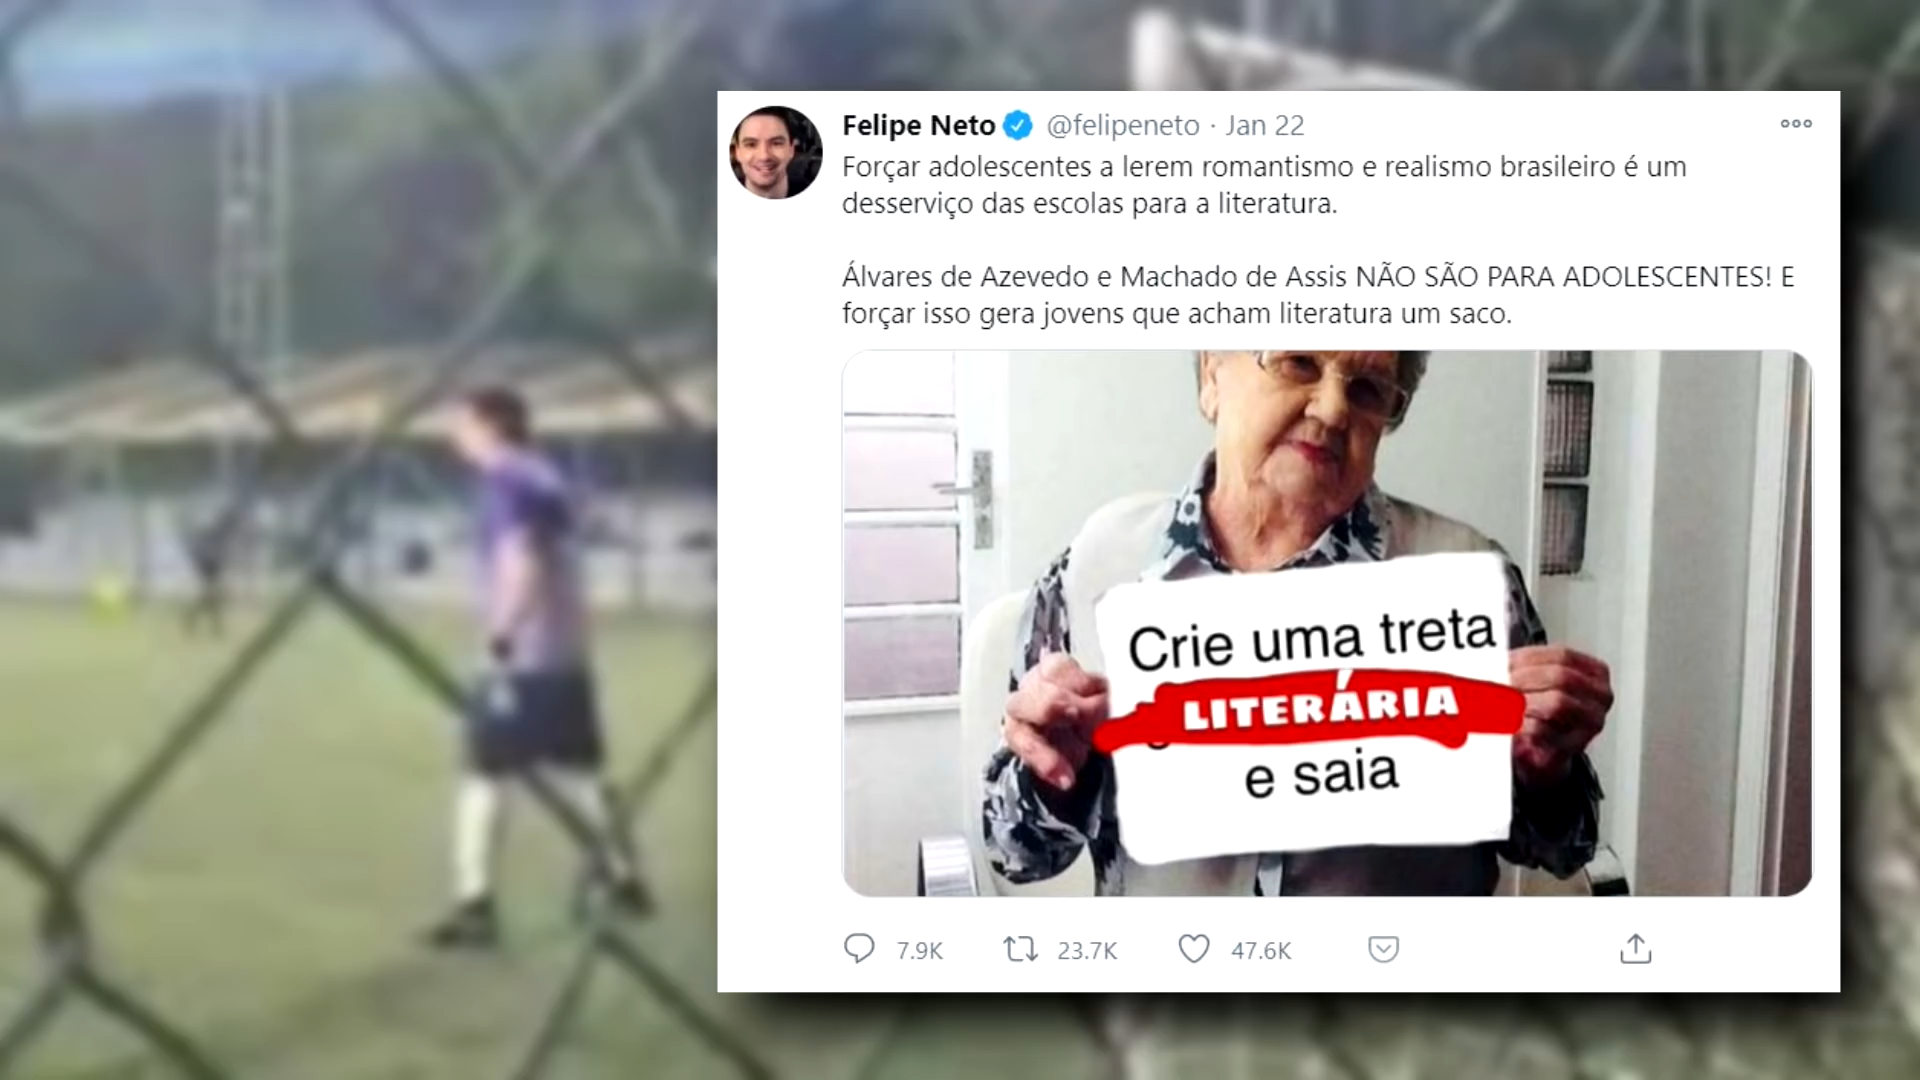 Felipe Neto @felipeneto · Jan 22
Forçar adolescentes a lerem romantismo e realismo brasileiro é um
desserviço das escolas para a literatura.
Álvares de Azevedo e Machado de Assis NÃO SÃO PARA ADOLESCENTES! E
forçar isso gera jovens que acham literatura um saco.
Crie uma treta
LITERÁRIA
e saia
7.9K 23.7K 47.6K